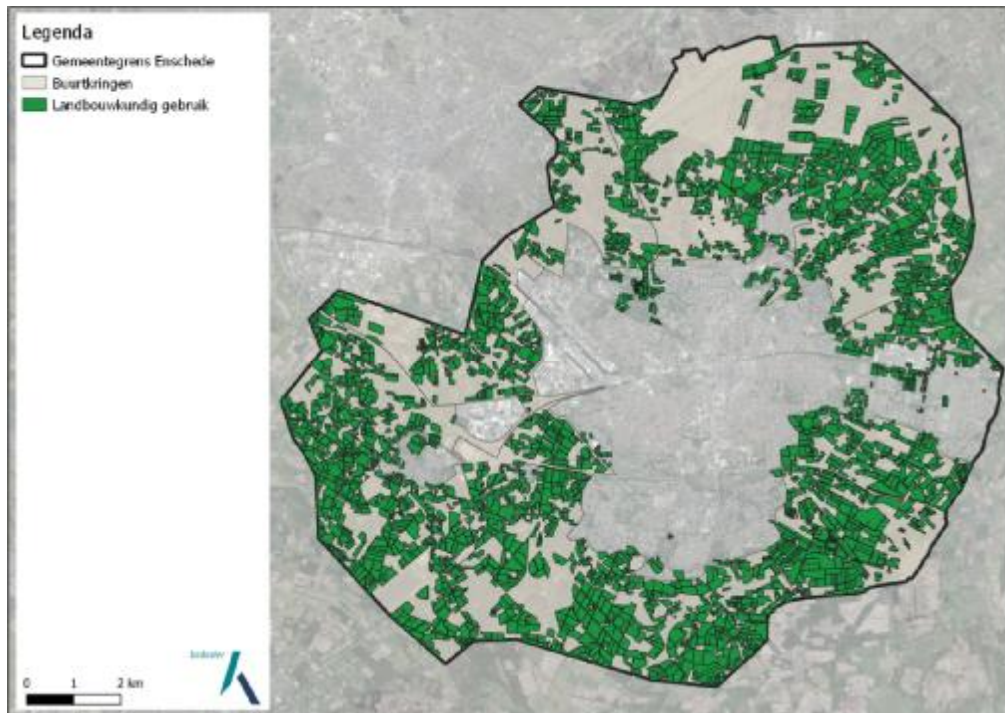 Legenda
Gemeentegrens Enschede
Buurtkringen
Landbouwkundig gebruik
0 1 2 km